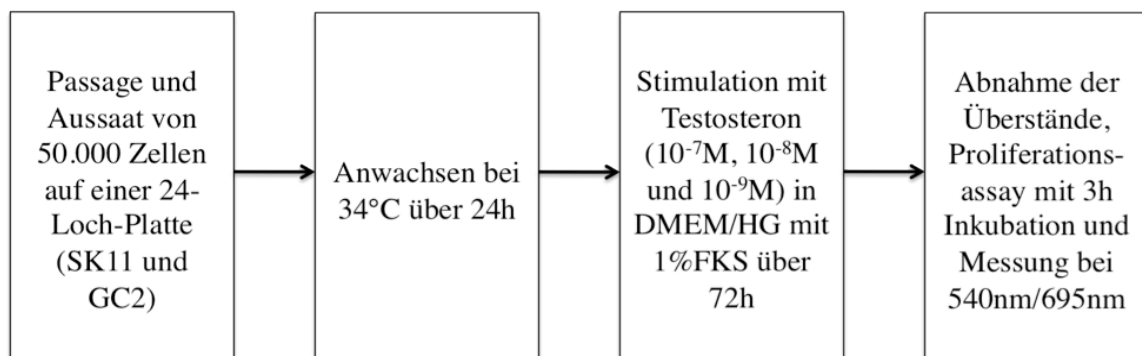 Passage und
Aussaat von
50.000 Zellen
auf einer 24-
Loch-Platte
(SK11 und
GC2)
Anwachsen bei
34°C über 24h
Stimulation mit
Testosteron
(10⁻⁷M, 10⁻⁸M
und 10⁻⁹M) in
DMEM/HG mit
1%FKS über
72h
Abnahme der
Überstände,
Proliferations-
assay mit 3h
Inkubation und
Messung bei
540nm/695nm